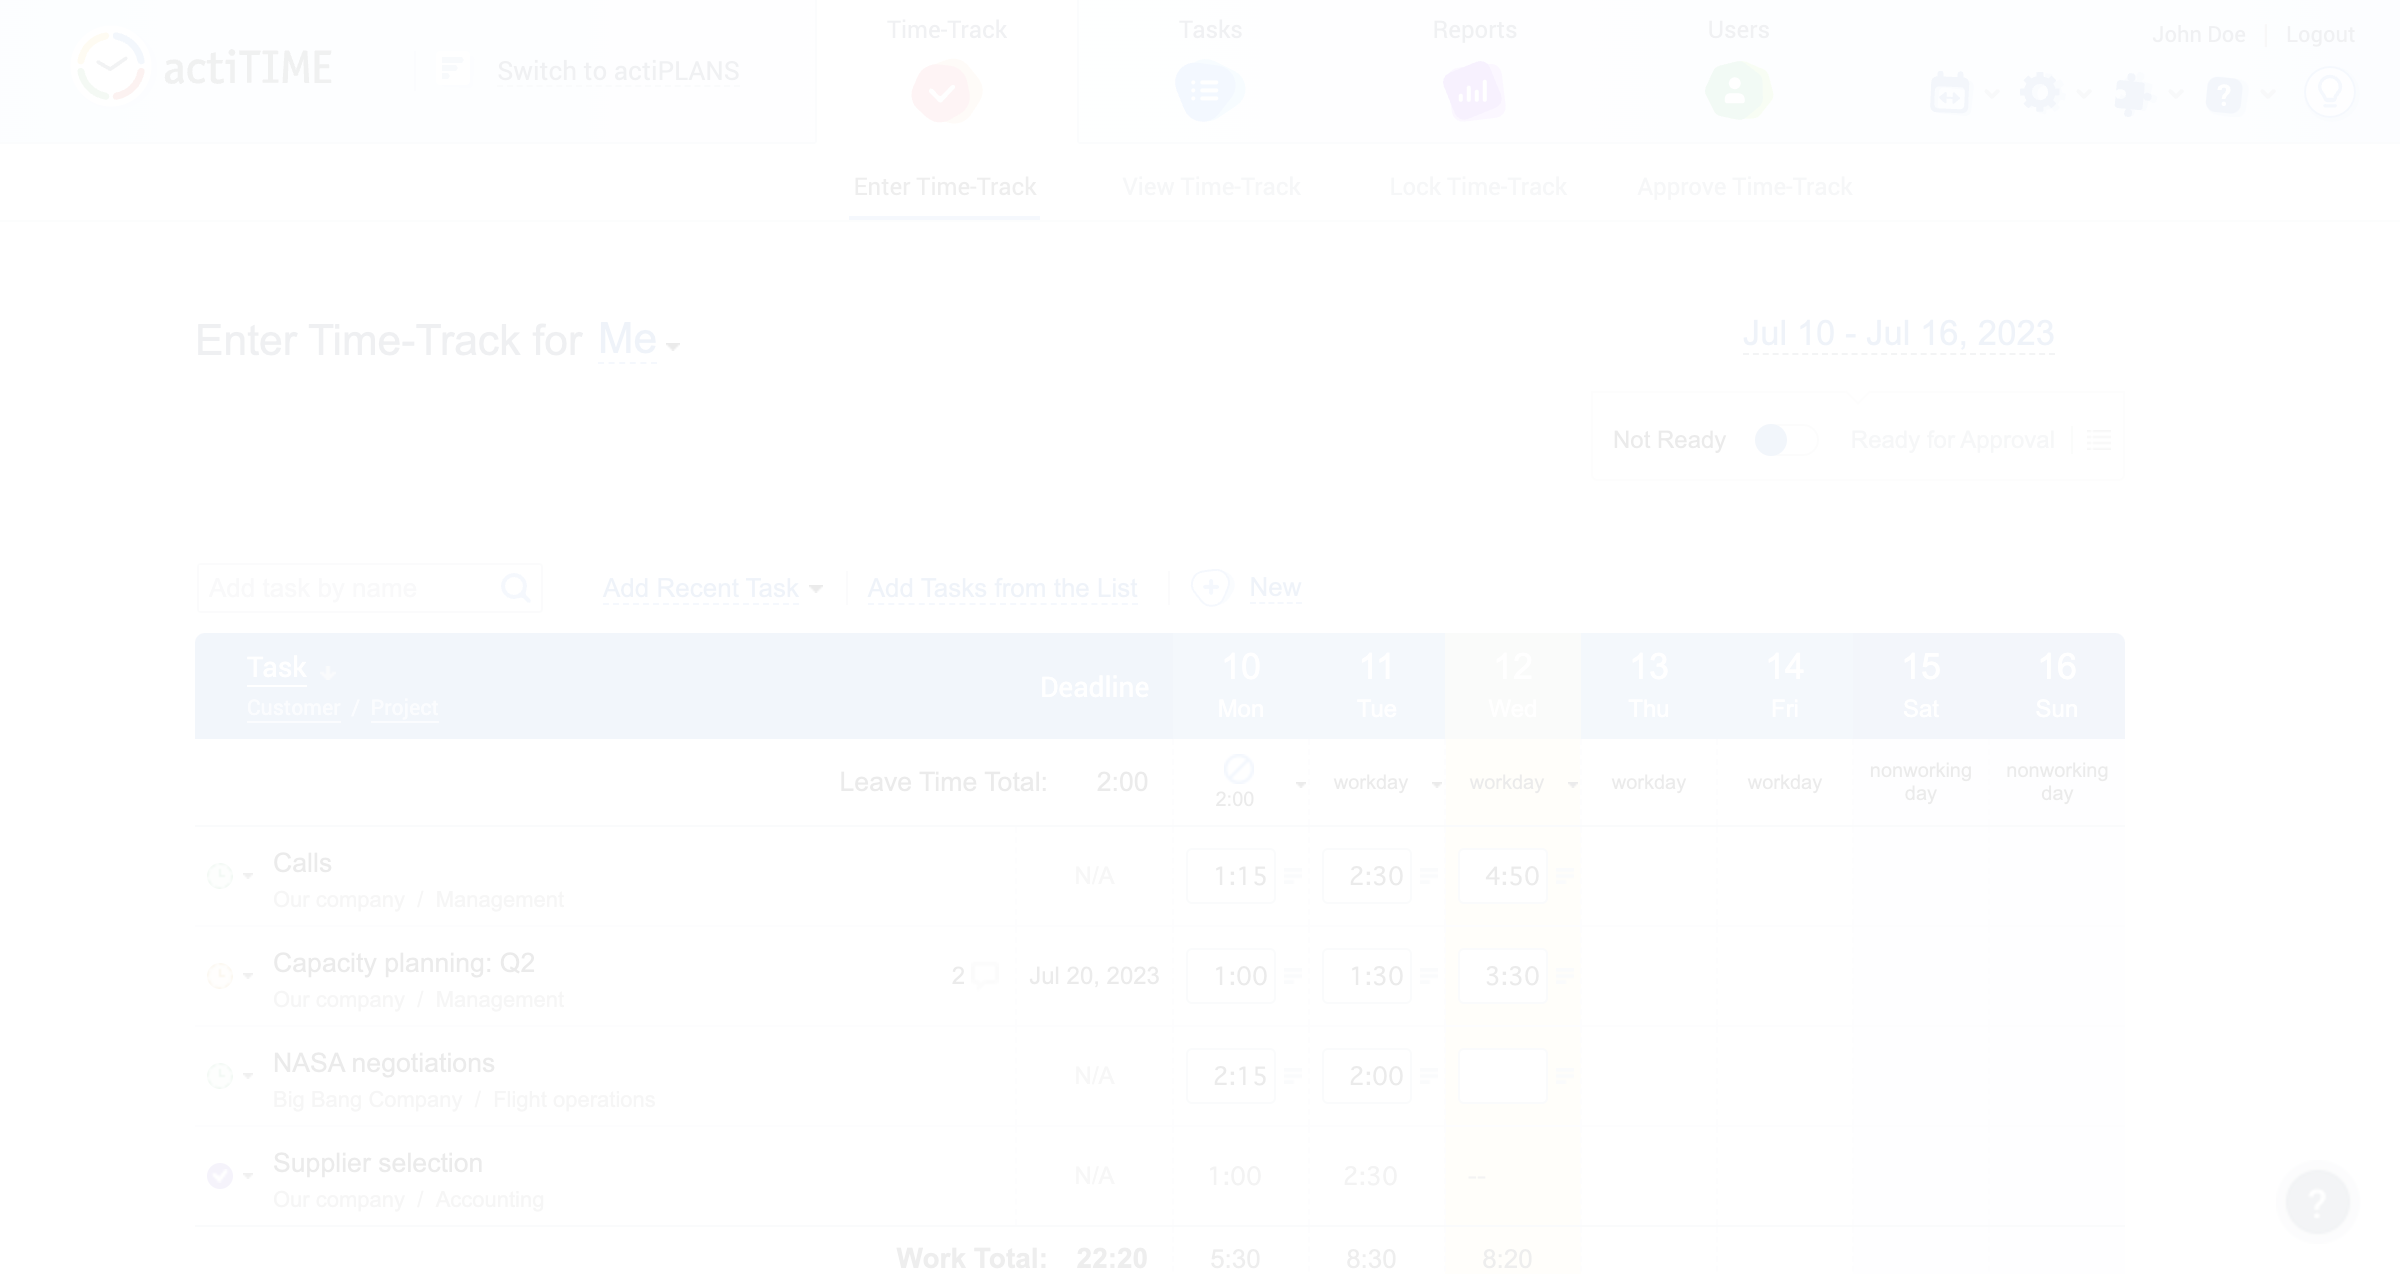 Time-Track Tasks Reports Users John Doe Logout
actiTIME Switch to actiPLANS
Enter Time-Track View Time-Track Lock Time-Track Approve Time-Track
Enter Time-Track for Me
Jul 10 - Jul 16, 2023
Not Ready Ready for Approval
Add task by name Add Recent Task Add Tasks from the List New
Task Deadline 10 11 12 13 14 15 16
Customer / Project Mon Tue Wed Thu Fri Sat Sun
Leave Time Total: 2:00 2:00 workday workday workday workday nonworking day nonworking day
Calls N/A 1:15 2:30 4:50
Our company / Management
Capacity planning: Q2 2 Jul 20, 2023 1:00 1:30 3:30
Our company / Management
NASA negotiations N/A 2:15 2:00
Big Bang Company / Flight operations
Supplier selection N/A 1:00 2:30 --
Our company / Accounting
Work Total: 22:20 5:30 8:30 8:20